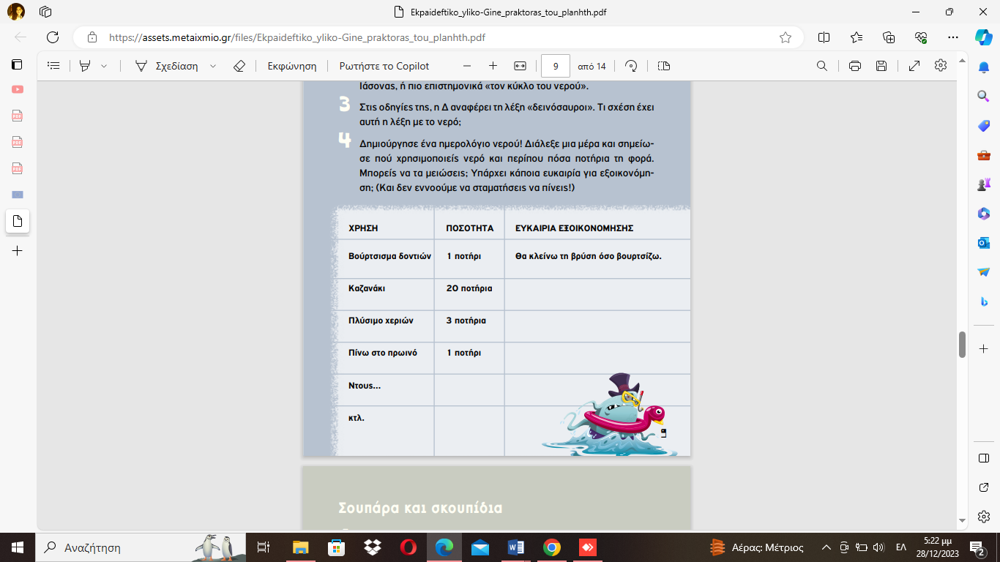 Ekpaideftiko_yliko-Gine_praktoras_tou_planhth.pdf
https://assets.metaixmio.gr/files/Ekpaideftiko_yliko-Gine_praktoras_tou_planhth.pdf
Σχεδίαση
Εκφώνηση
Ρωτήστε το Copilot
9
από 14
Ιάσονας, ή πιο επιστημονικά «τον κύκλο του νερού».
3
Στις οδηγίες της, η Δ αναφέρει τη λέξη «δεινόσαυροι». Τι σχέση έχει
αυτή η λέξη με το νερό;
4
Δημιούργησε ένα ημερολόγιο νερού! Διάλεξε μια μέρα και σημείω-
σε πού χρησιμοποιείς νερό και περίπου πόσα ποτήρια τη φορά.
Μπορείς να τα μειώσεις; Υπάρχει κάποια ευκαιρία για εξοικονόμη-
ση; (Και δεν εννοούμε να σταματήσεις να πίνεις!)
ΧΡΗΣΗ ΠΟΣΟΤΗΤΑ ΕΥΚΑΙΡΙΑ ΕΞΟΙΚΟΝΟΜΗΣΗΣ
Βούρτσισμα δοντιών 1 ποτήρι Θα κλείνω τη βρύση όσο βουρτσίζω.
Καζανάκι 20 ποτήρια
Πλύσιμο χεριών 3 ποτήρια
Πίνω στο πρωινό 1 ποτήρι
Ντους...
κτλ.
9
Σουπάρα και σκουπίδια
Αναζήτηση
Αέρας: Μέτριος
ΕΛ
5:22 μμ
28/12/2023
2